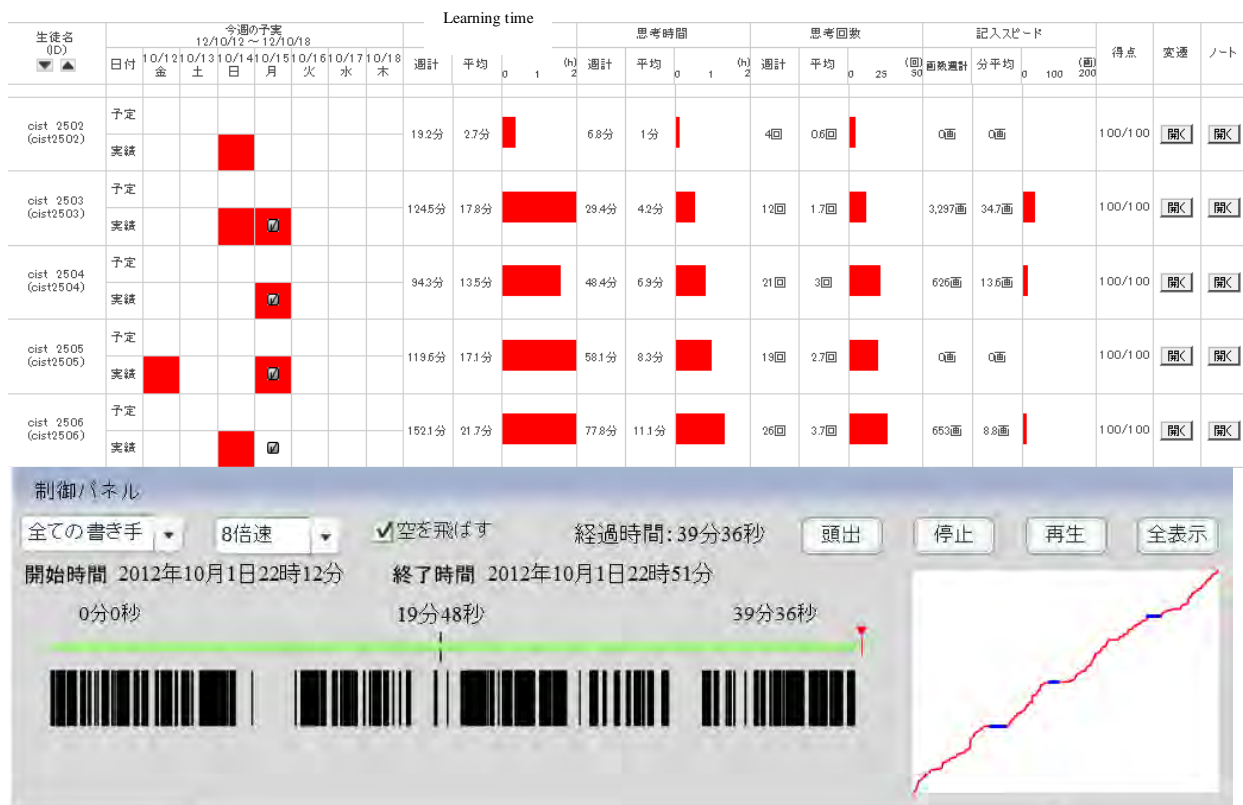 Learning time
生徒名
(ID)
今週の予実
12/10/12 ～ 12/10/18
思考時間 思考回数 記入スピード
得点 変遷 ノート
日付 10/12 10/13 10/14 10/15 10/16 10/17 10/18
金 土 日 月 火 水 木
週計 平均 0 1 (h) 2 週計 平均 0 1 (h) 2 週計 平均 0 25 (回) 50 画数週計 分平均 0 100 (画) 200
cist 2502
(cist2502)
予定
実績
19.2分 2.7分 6.8分 1分 4回 0.6回 0画 0画 100/100 開く 開く
cist 2503
(cist2503)
予定
実績
124.5分 17.8分 29.4分 4.2分 12回 1.7回 3,297画 34.7画 100/100 開く 開く
cist 2504
(cist2504)
予定
実績
94.3分 13.5分 48.4分 6.9分 21回 3回 626画 13.6画 100/100 開く 開く
cist 2505
(cist2505)
予定
実績
119.6分 17.1分 58.1分 8.3分 19回 2.7回 0画 0画 100/100 開く 開く
cist 2506
(cist2506)
予定
実績
152.1分 21.7分 77.8分 11.1分 26回 3.7回 653画 8.8画 100/100 開く 開く
制御パネル
全ての書き手 8倍速 空を飛ばす 経過時間:39分36秒 頭出 停止 再生 全表示
開始時間 2012年10月1日22時12分 終了時間 2012年10月1日22時51分
0分0秒 19分48秒 39分36秒